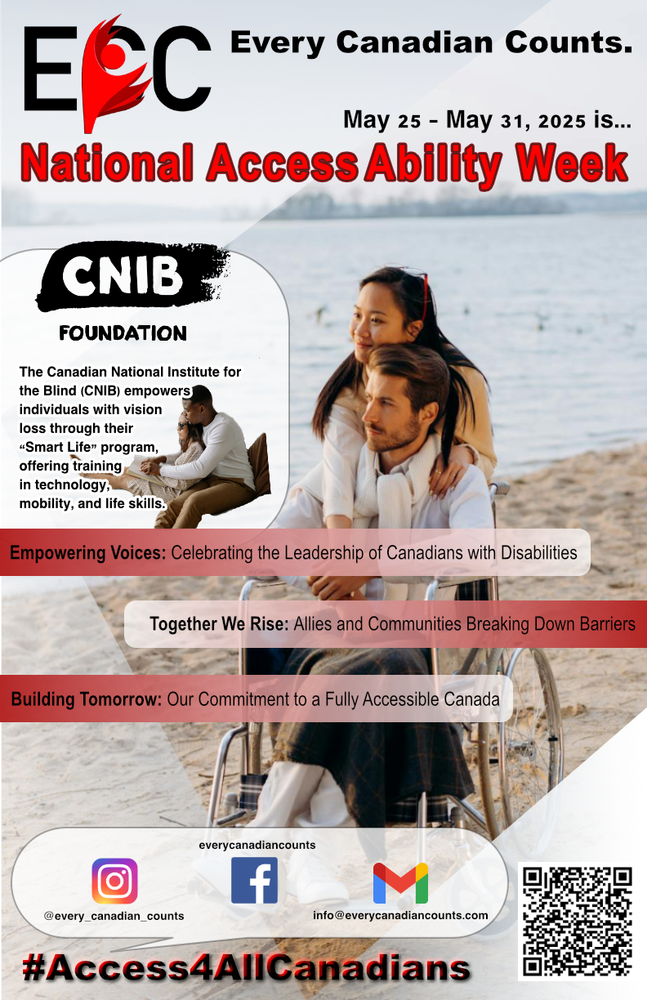 ECC
Every Canadian Counts.
May 25 - May 31, 2025 is...
National AccessAbility Week
CNIB
FOUNDATION
The Canadian National Institute for
the Blind (CNIB) empowers
individuals with vision
loss through their
“Smart Life” program,
offering training
in technology,
mobility, and life skills.
Empowering Voices: Celebrating the Leadership of Canadians with Disabilities
Together We Rise: Allies and Communities Breaking Down Barriers
Building Tomorrow: Our Commitment to a Fully Accessible Canada
everycanadiancounts
@every_canadian_counts
info@everycanadiancounts.com
#Access4AllCanadians